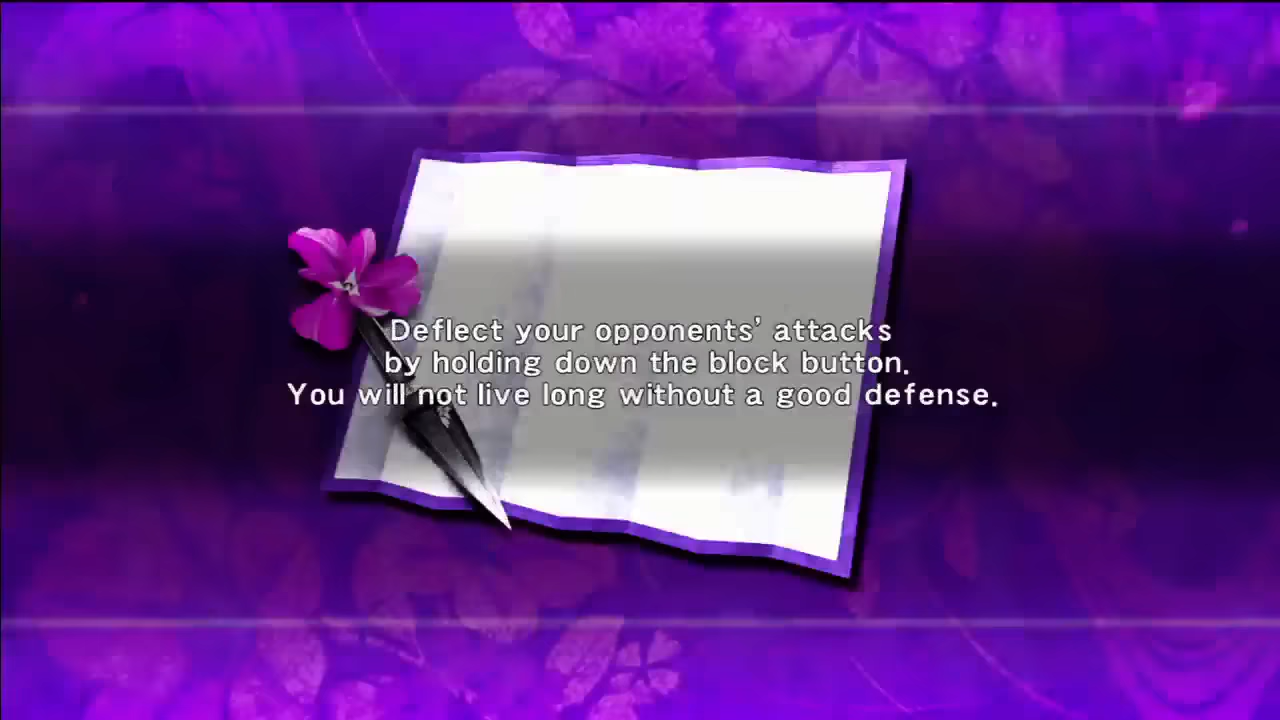 Deflect your opponents' attacks
by holding down the block button.
You will not live long without a good defense.